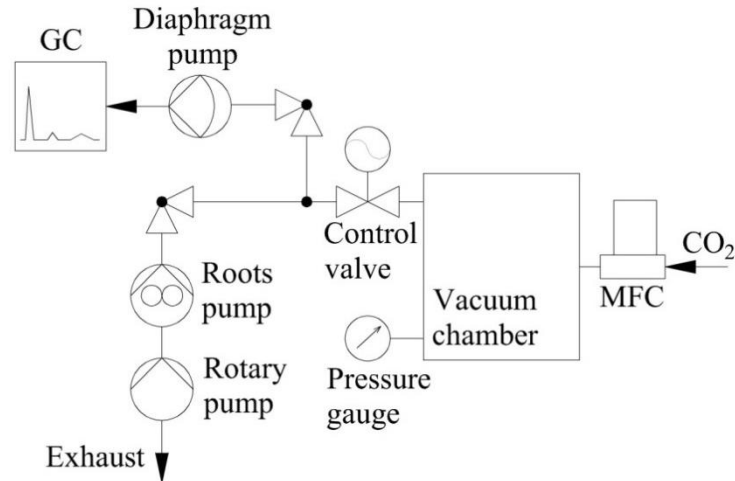 Diaphragm
pump
GC
Control
valve
CO₂
MFC
Vacuum
chamber
Roots
pump
Pressure
gauge
Rotary
pump
Exhaust